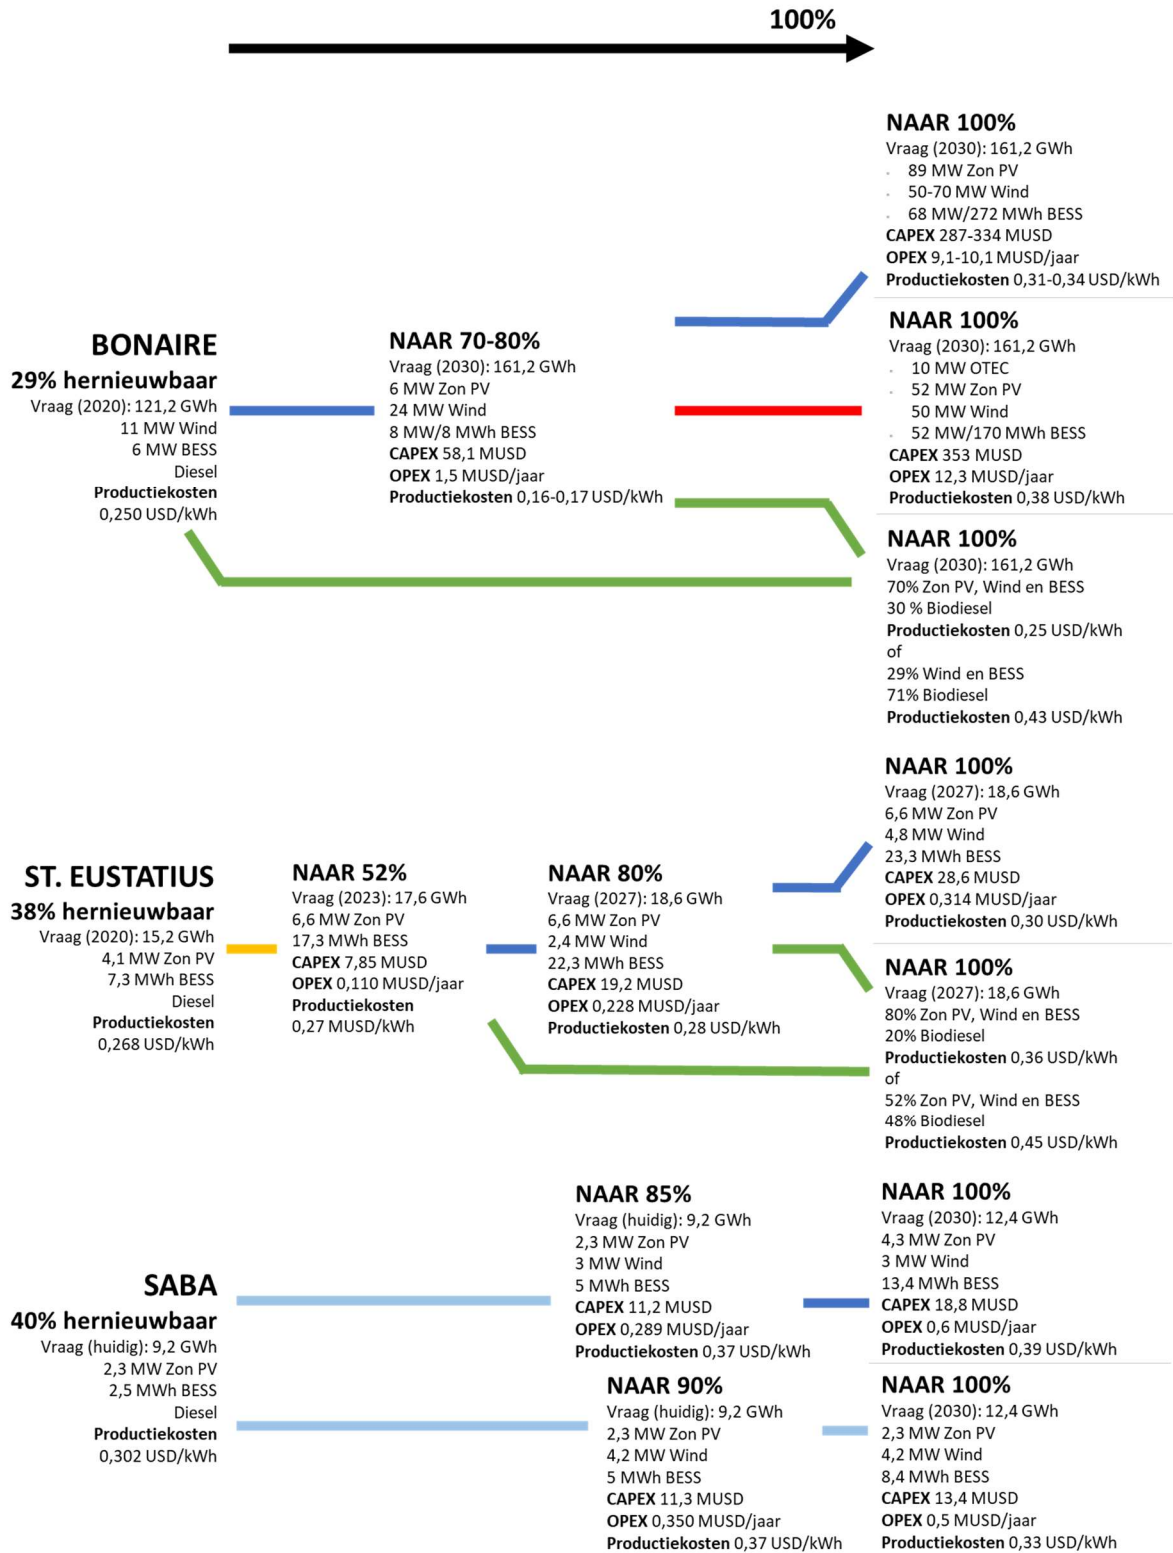 100%
NAAR 100%
Vraag (2030): 161,2 GWh
89 MW Zon PV
50-70 MW Wind
68 MW/272 MWh BESS
CAPEX 287-334 MUSD
OPEX 9,1-10,1 MUSD/jaar
Productiekosten 0,31-0,34 USD/kWh
BONAIRE
29% hernieuwbaar
Vraag (2020): 121,2 GWh
11 MW Wind
6 MW BESS
Diesel
Productiekosten
0,250 USD/kWh
NAAR 70-80%
Vraag (2030): 161,2 GWh
6 MW Zon PV
24 MW Wind
8 MW/8 MWh BESS
CAPEX 58,1 MUSD
OPEX 1,5 MUSD/jaar
Productiekosten 0,16-0,17 USD/kWh
NAAR 100%
Vraag (2030): 161,2 GWh
10 MW OTEC
52 MW Zon PV
50 MW Wind
52 MW/170 MWh BESS
CAPEX 353 MUSD
OPEX 12,3 MUSD/jaar
Productiekosten 0,38 USD/kWh
NAAR 100%
Vraag (2030): 161,2 GWh
70% Zon PV, Wind en BESS
30 % Biodiesel
Productiekosten 0,25 USD/kWh
of
29% Wind en BESS
71% Biodiesel
Productiekosten 0,43 USD/kWh
ST. EUSTATIUS
38% hernieuwbaar
Vraag (2020): 15,2 GWh
4,1 MW Zon PV
7,3 MWh BESS
Diesel
Productiekosten
0,268 USD/kWh
NAAR 52%
Vraag (2023): 17,6 GWh
6,6 MW Zon PV
17,3 MWh BESS
CAPEX 7,85 MUSD
OPEX 0,110 MUSD/jaar
Productiekosten
0,27 MUSD/kWh
NAAR 80%
Vraag (2027): 18,6 GWh
6,6 MW Zon PV
2,4 MW Wind
22,3 MWh BESS
CAPEX 19,2 MUSD
OPEX 0,228 MUSD/jaar
Productiekosten 0,28 USD/kWh
NAAR 100%
Vraag (2027): 18,6 GWh
6,6 MW Zon PV
4,8 MW Wind
23,3 MWh BESS
CAPEX 28,6 MUSD
OPEX 0,314 MUSD/jaar
Productiekosten 0,30 USD/kWh
NAAR 100%
Vraag (2027): 18,6 GWh
80% Zon PV, Wind en BESS
20% Biodiesel
Productiekosten 0,36 USD/kWh
of
52% Zon PV, Wind en BESS
48% Biodiesel
Productiekosten 0,45 USD/kWh
SABA
40% hernieuwbaar
Vraag (huidig): 9,2 GWh
2,3 MW Zon PV
2,5 MWh BESS
Diesel
Productiekosten
0,302 USD/kWh
NAAR 85%
Vraag (huidig): 9,2 GWh
2,3 MW Zon PV
3 MW Wind
5 MWh BESS
CAPEX 11,2 MUSD
OPEX 0,289 MUSD/jaar
Productiekosten 0,37 USD/kWh
NAAR 100%
Vraag (2030): 12,4 GWh
4,3 MW Zon PV
3 MW Wind
13,4 MWh BESS
CAPEX 18,8 MUSD
OPEX 0,6 MUSD/jaar
Productiekosten 0,39 USD/kWh
NAAR 90%
Vraag (huidig): 9,2 GWh
2,3 MW Zon PV
4,2 MW Wind
5 MWh BESS
CAPEX 11,3 MUSD
OPEX 0,350 MUSD/jaar
Productiekosten 0,37 USD/kWh
NAAR 100%
Vraag (2030): 12,4 GWh
2,3 MW Zon PV
4,2 MW Wind
8,4 MWh BESS
CAPEX 13,4 MUSD
OPEX 0,5 MUSD/jaar
Productiekosten 0,33 USD/kWh